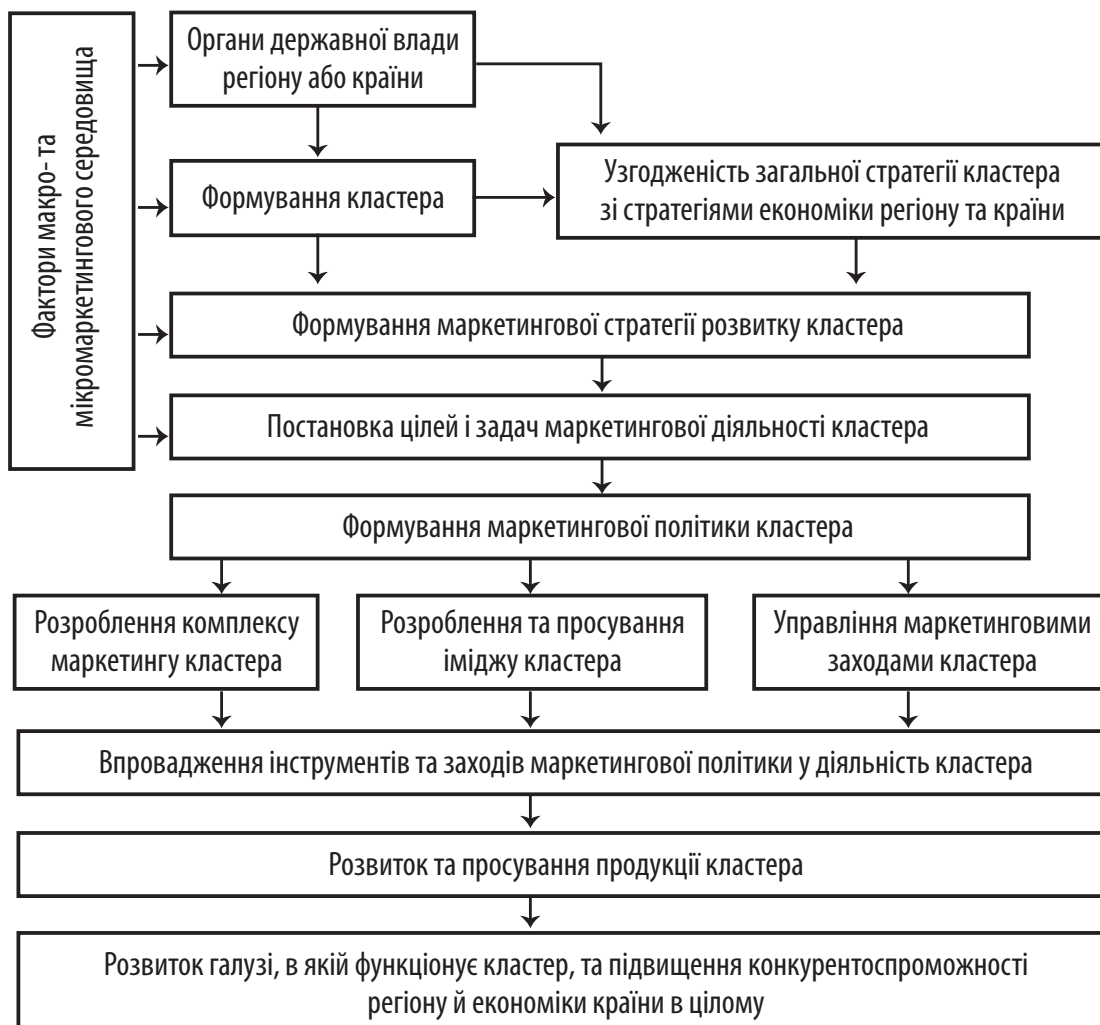 Фактори макро- та
мікромаркетингового середовища
Органи державної влади
регіону або країни
Формування кластера
Узгодженість загальної стратегії кластера
зі стратегіями економіки регіону та країни
Формування маркетингової стратегії розвитку кластера
Постановка цілей і задач маркетингової діяльності кластера
Формування маркетингової політики кластера
Розроблення комплексу
маркетингу кластера
Розроблення та просування
іміджу кластера
Управління маркетинговими
заходами кластера
Впровадження інструментів та заходів маркетингової політики у діяльність кластера
Розвиток та просування продукції кластера
Розвиток галузі, в якій функціонує кластер, та підвищення конкурентоспроможності
регіону й економіки країни в цілому